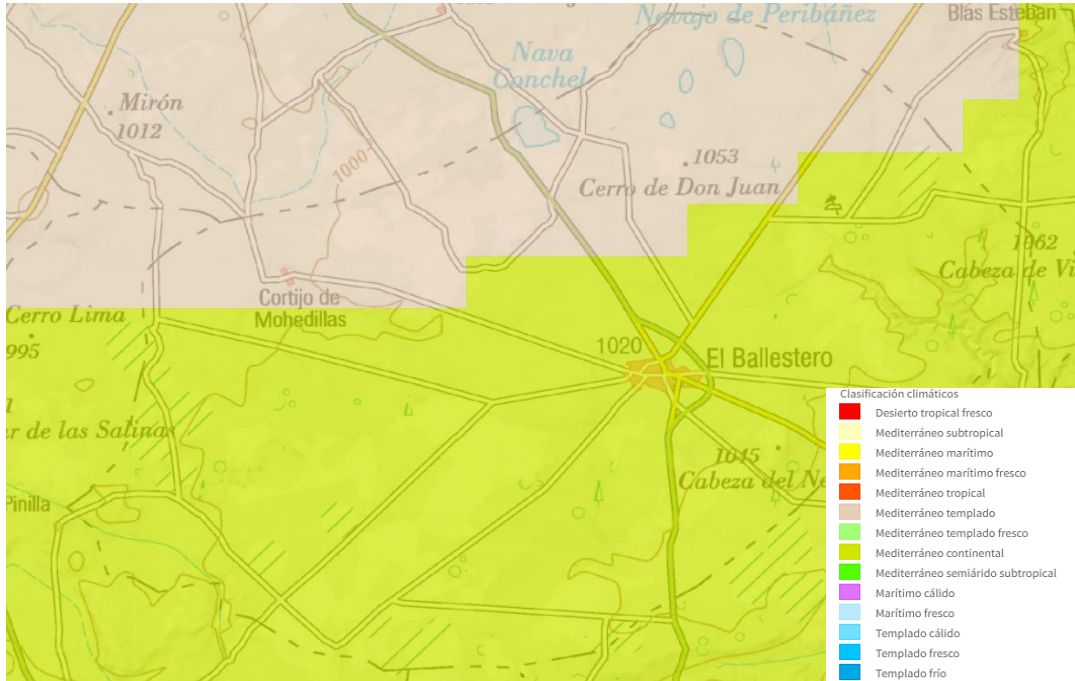 Navajo de Peribáñez
Blás Esteban
Nava
Conchel
Mirón
1012
1000
1053
Cerro de Don Juan
1062
Cabeza de Vi
Cortijo de
Mohedillas
Cerro Lima
995
1020
El Ballestero
1
er de las Salinas
1045
Cabeza del Ne
Pinilla
Clasificación climáticos
Desierto tropical fresco
Mediterráneo subtropical
Mediterráneo marítimo
Mediterráneo marítimo fresco
Mediterráneo tropical
Mediterráneo templado
Mediterráneo templado fresco
Mediterráneo continental
Mediterráneo semiárido subtropical
Marítimo cálido
Marítimo fresco
Templado cálido
Templado fresco
Templado frío